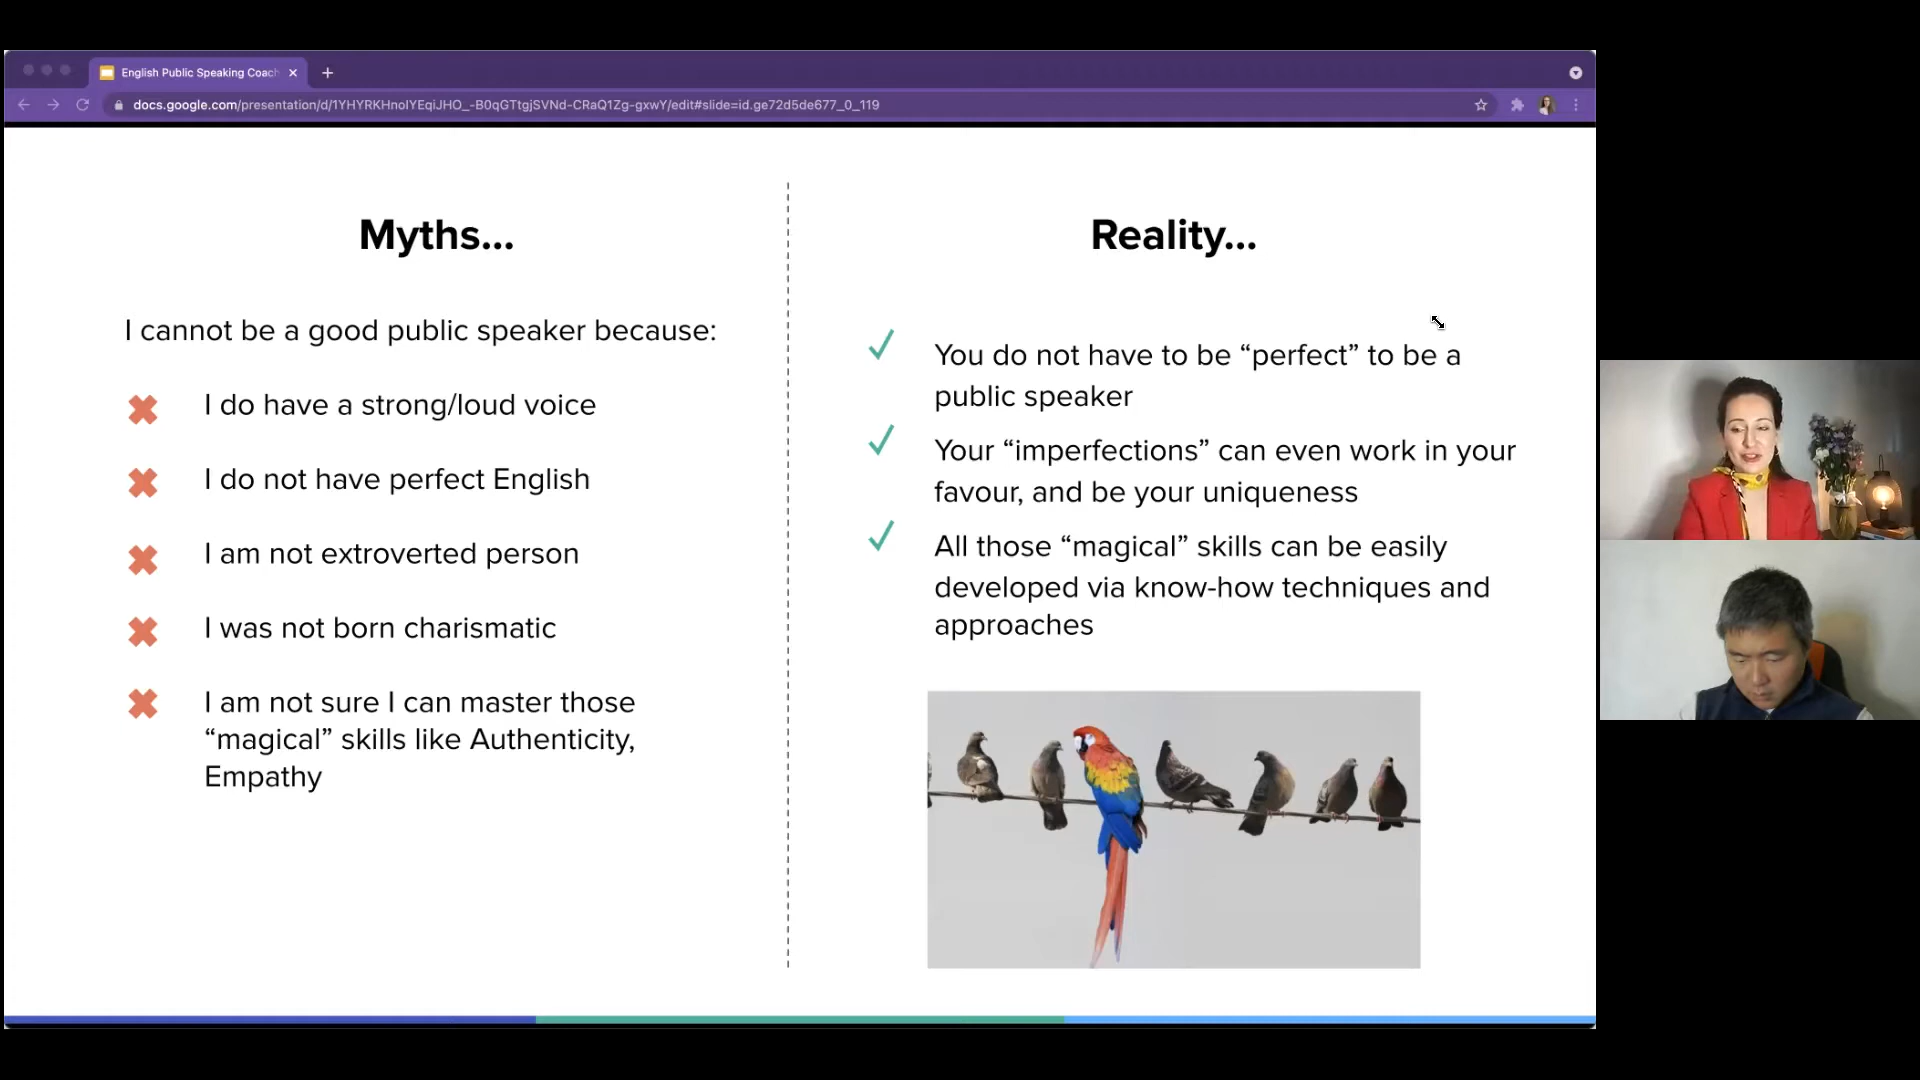 English Public Speaking Coach
docs.google.com/presentation/d/1YHYRKHnolYEqiJHO_-B0qGTtgjSVNd-CRaQ1Zg-gxwY/edit#slide=id.ge72d5de677_0_119
Myths...
I cannot be a good public speaker because:
I do have a strong/loud voice
I do not have perfect English
I am not extroverted person
I was not born charismatic
I am not sure I can master those
“magical” skills like Authenticity,
Empathy
Reality...
You do not have to be “perfect” to be a
public speaker
Your “imperfections” can even work in your
favour, and be your uniqueness
All those “magical” skills can be easily
developed via know-how techniques and
approaches